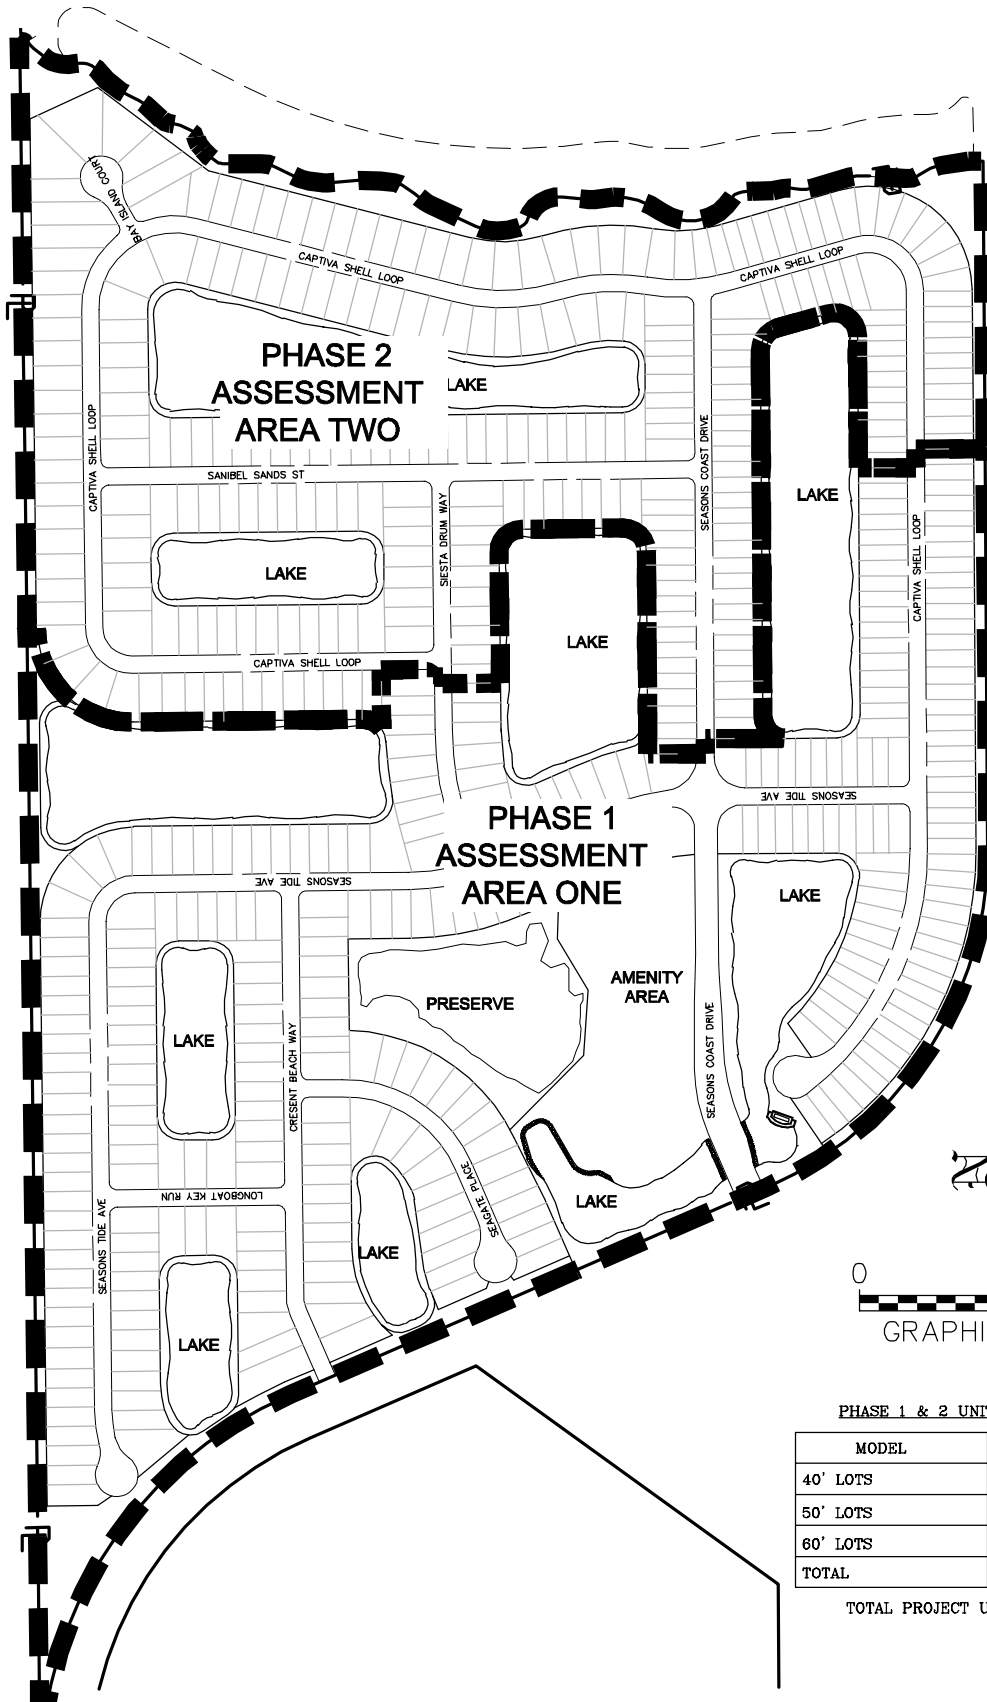 BAY ISLAND COURT
CAPTIVA SHELL LOOP
CAPTIVA SHELL LOOP
PHASE 2
ASSESSMENT
AREA TWO
LAKE
CAPTIVA SHELL LOOP
SEASONS COAST DRIVE
SANIBEL SANDS ST
LAKE
SIESTA DRUM WAY
CAPTIVA SHELL LOOP
LAKE
LAKE
CAPTIVA SHELL LOOP
SEASONS TIDE AVE
PHASE 1
ASSESSMENT
AREA ONE
SEASONS TIDE AVE
LAKE
AMENITY
AREA
PRESERVE
LAKE
CRESENT BEACH WAY
SEASONS COAST DRIVE
SEAGATE PLACE
LONGBOAT KEY RUN
SEASONS TIDE AVE
LAKE
LAKE
LAKE
0
GRAPHI
PHASE 1 & 2 UNI
MODEL
40' LOTS
50' LOTS
60' LOTS
TOTAL
TOTAL PROJECT U